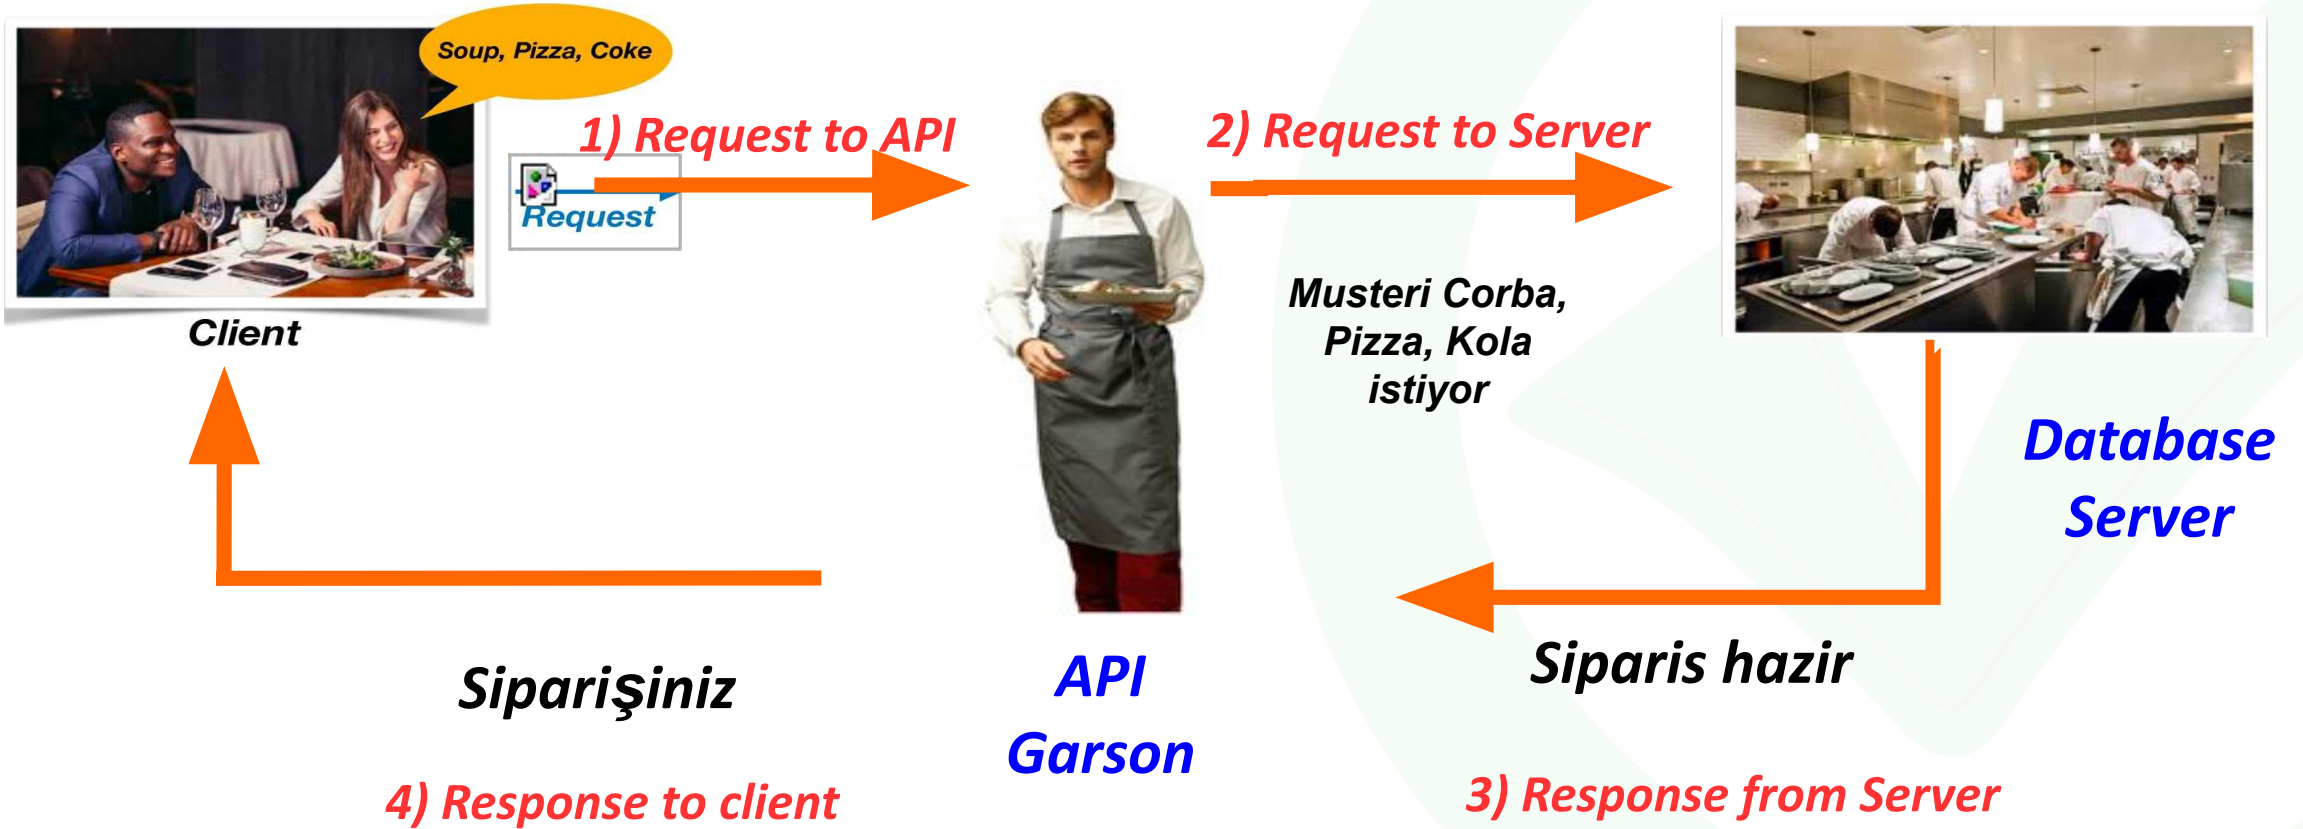 Soup, Pizza, Coke
1) Request to API
2) Request to Server
Request
Musteri Corba,
Pizza, Kola
istiyor
Client
Database
Server
Siparis hazir
Siparişiniz
API
Garson
4) Response to client
3) Response from Server